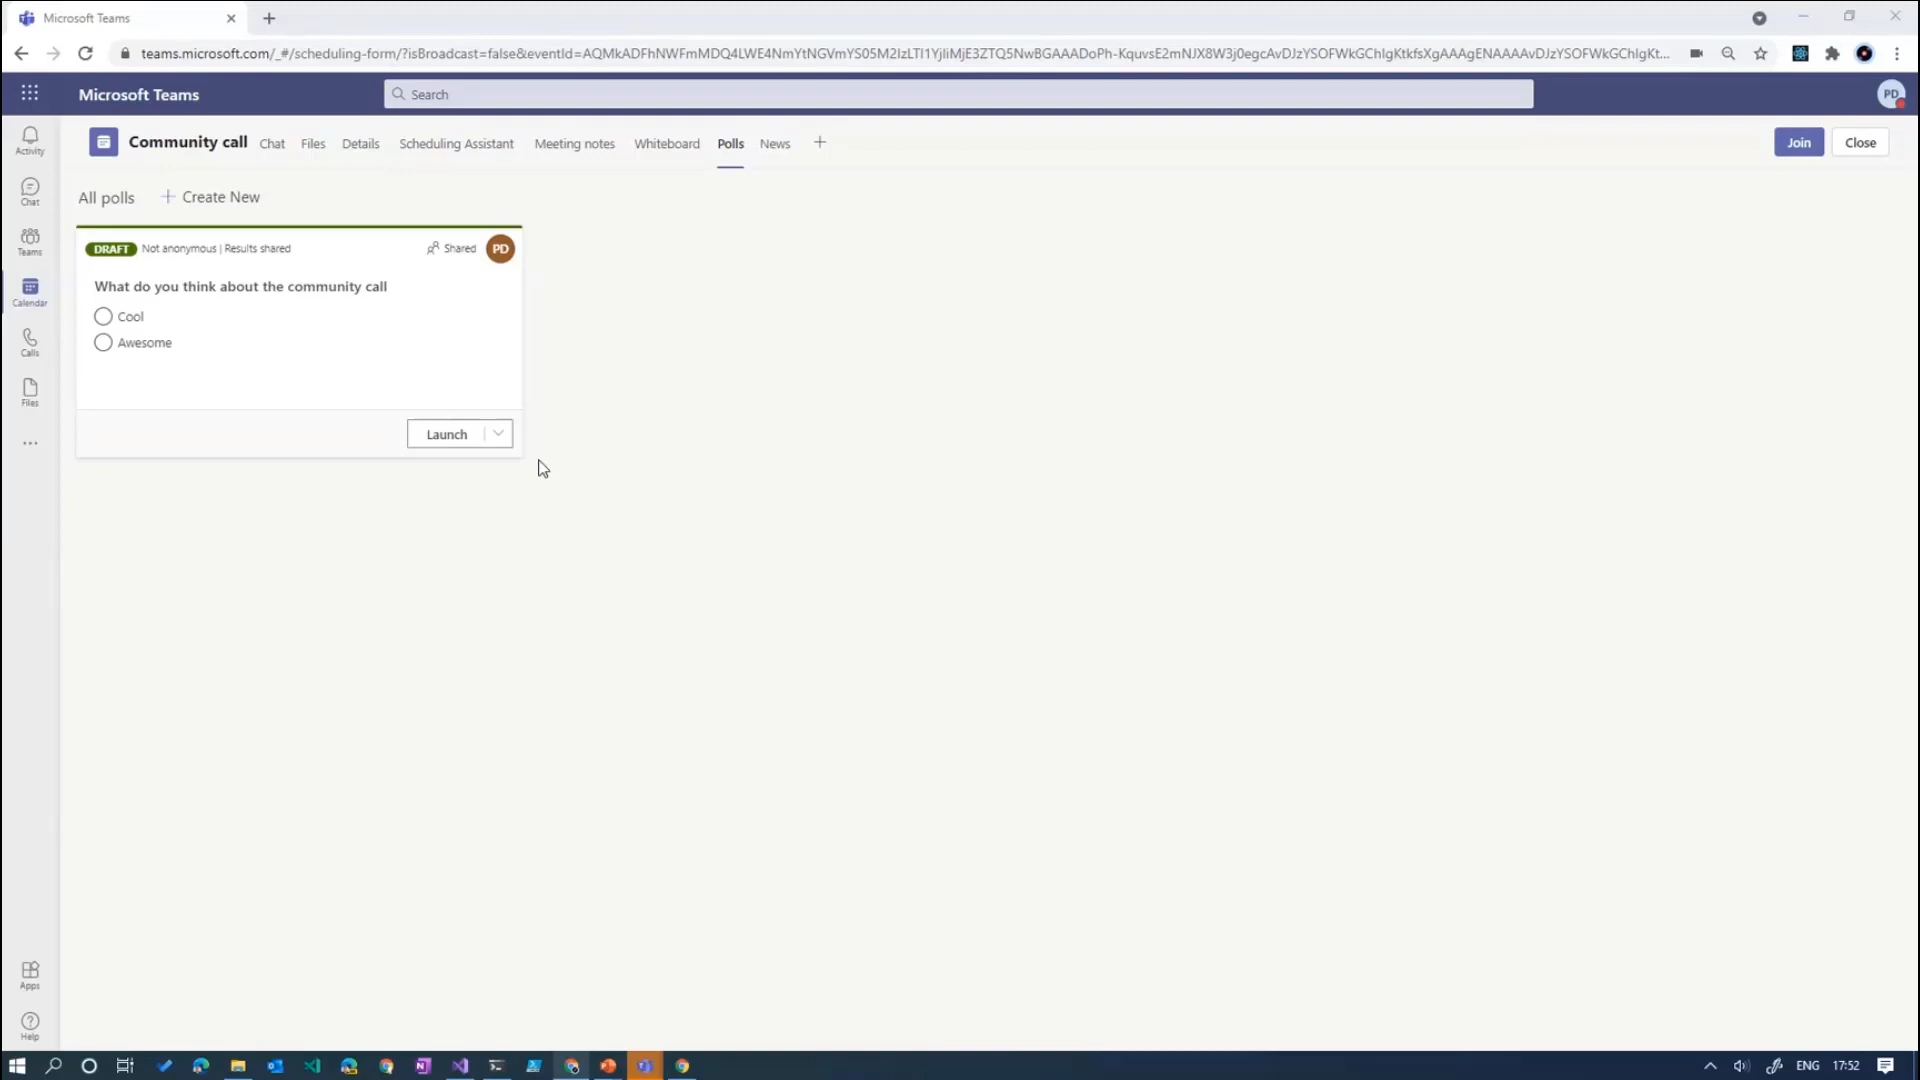 Microsoft Teams
teams.microsoft.com/_#/scheduling-form/?isBroadcast=false&eventId=AQMkADFhNWFmMDQ4LWE4NmYtNGVmYS05M2IzLTI1YjliMjE3ZTQ5NwBGAAADoPh-KquvsE2mNJX8W3j0egcAvDJzYSOFWkGChlgKtkfsXgAAAgENAAAAvDJzYSOFWkGChlgKt...
Microsoft Teams
Search
PD
Activity
Chat
Teams
Calendar
Calls
Files
Apps
Help
Community call Chat Files Details Scheduling Assistant Meeting notes Whiteboard Polls News
Join Close
All polls Create New
DRAFT Not anonymous | Results shared Shared PD
What do you think about the community call
Cool
Awesome
Launch
ENG 17:52